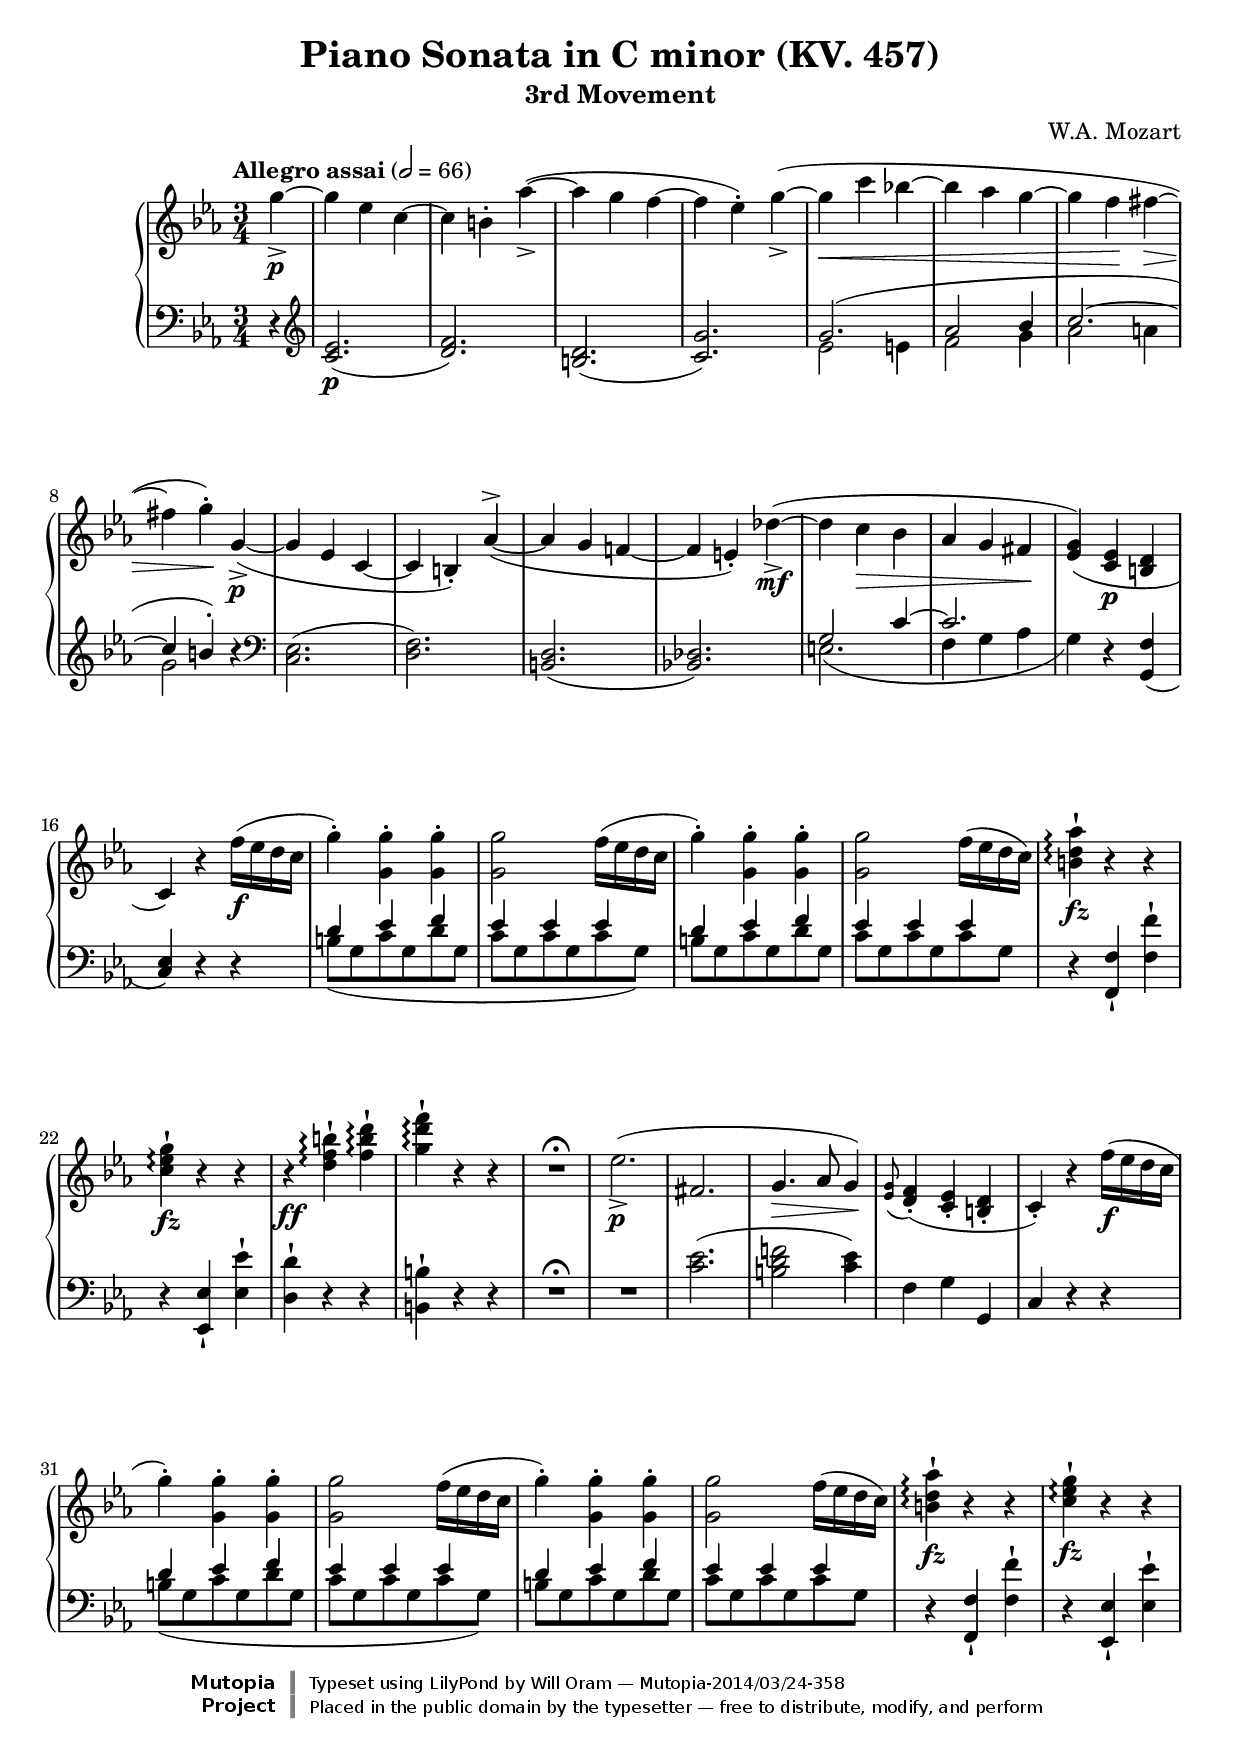 Piano Sonata in C minor (KV. 457)
3rd Movement
W.A. Mozart
Allegro assai (𝅗𝅥 = 66)
3 4
p
3 4
p
8
p
mf
p
16
f
fz
22
fz
ff
p
f
31
fz
fz
Mutopia Typeset using LilyPond by Will Oram — Mutopia-2014/03/24-358
Project Placed in the public domain by the typesetter — free to distribute, modify, and perform